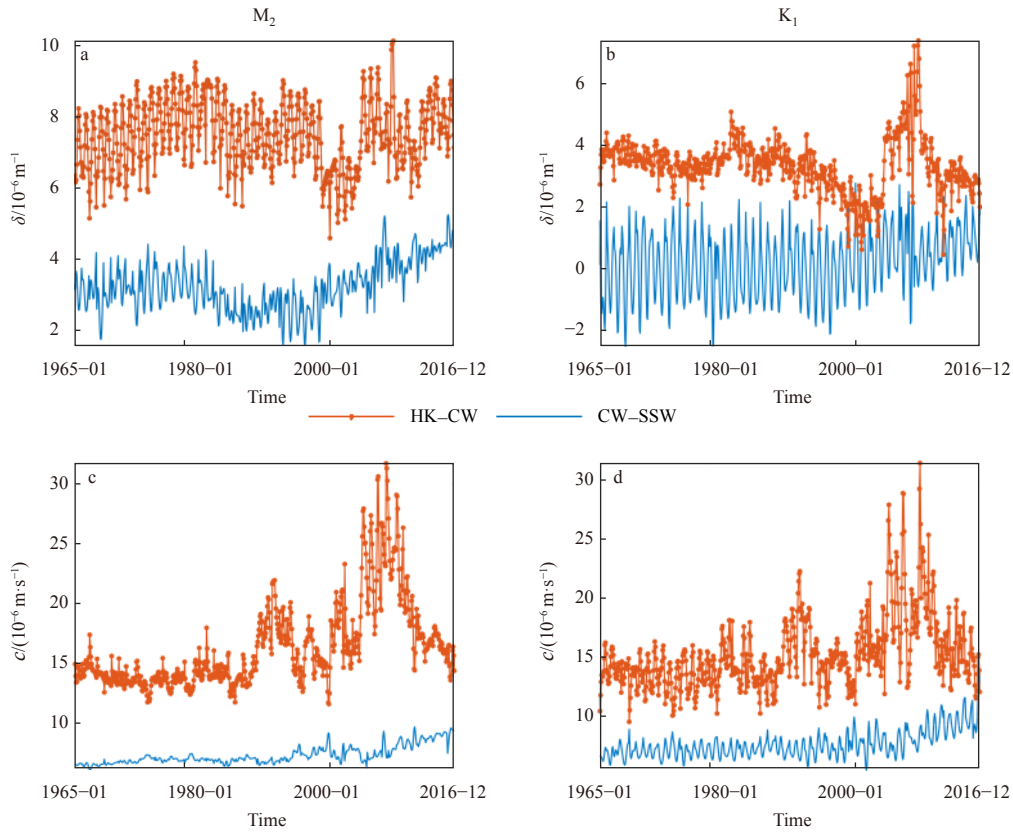 M₂
K₁
a
10
8
6
4
2
δ/10⁻⁶ m⁻¹
1965−01
1980−01
2000−01
2016−12
Time
b
6
4
2
0
−2
δ/10⁻⁶ m⁻¹
1965−01
1980−01
2000−01
2016−12
Time
HK−CW
CW−SSW
c
30
25
20
15
10
c/(10⁻⁶ m·s⁻¹)
1965−01
1980−01
2000−01
2016−12
Time
d
30
25
20
15
10
c/(10⁻⁶ m·s⁻¹)
1965−01
1980−01
2000−01
2016−12
Time